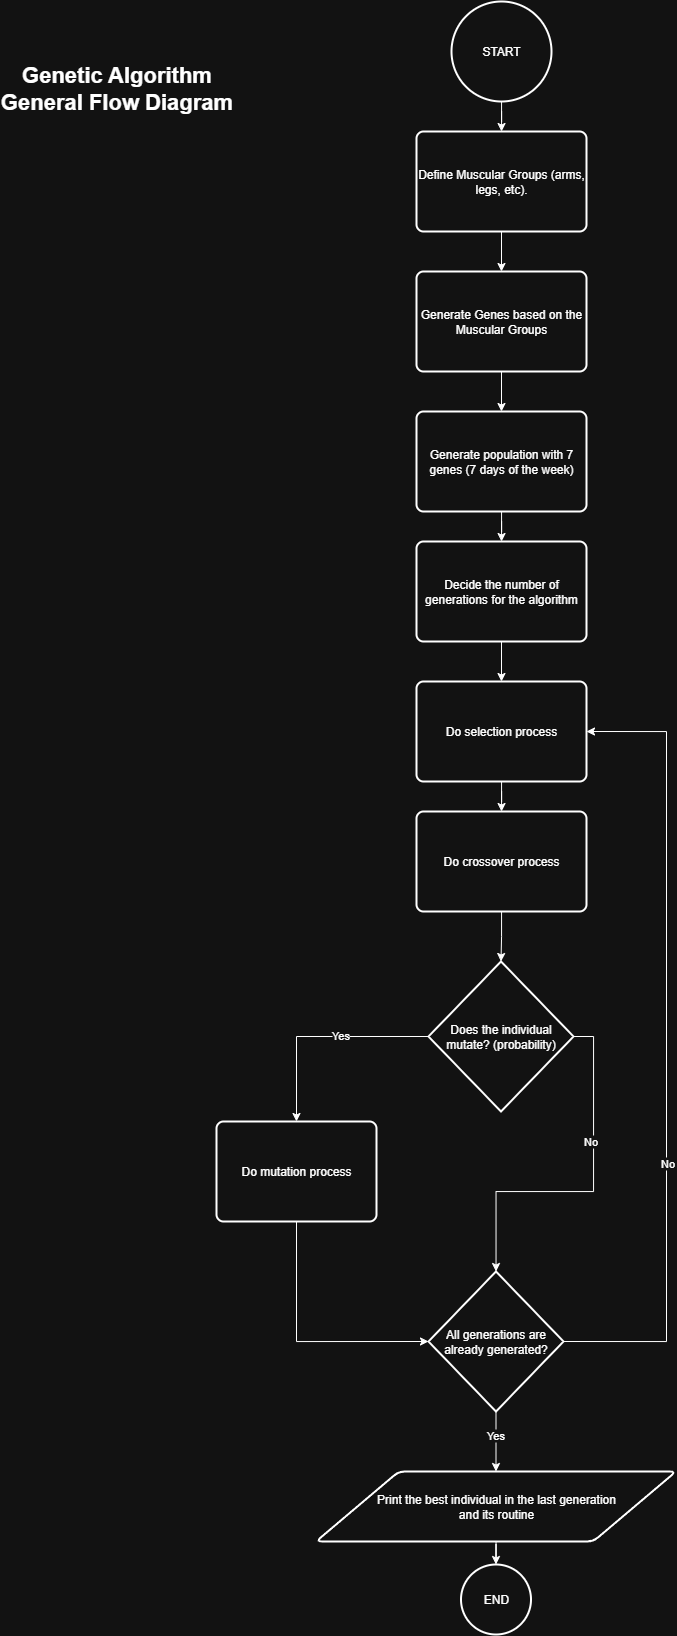 Genetic Algorithm
General Flow Diagram
START
Define Muscular Groups (arms,
legs, etc).
Generate Genes based on the
Muscular Groups
Generate population with 7
genes (7 days of the week)
Decide the number of
generations for the algorithm
Do selection process
Do crossover process
Does the individual
mutate? (probability)
Yes
No
Do mutation process
No
All generations are
already generated?
Yes
Print the best individual in the last generation
and its routine
END